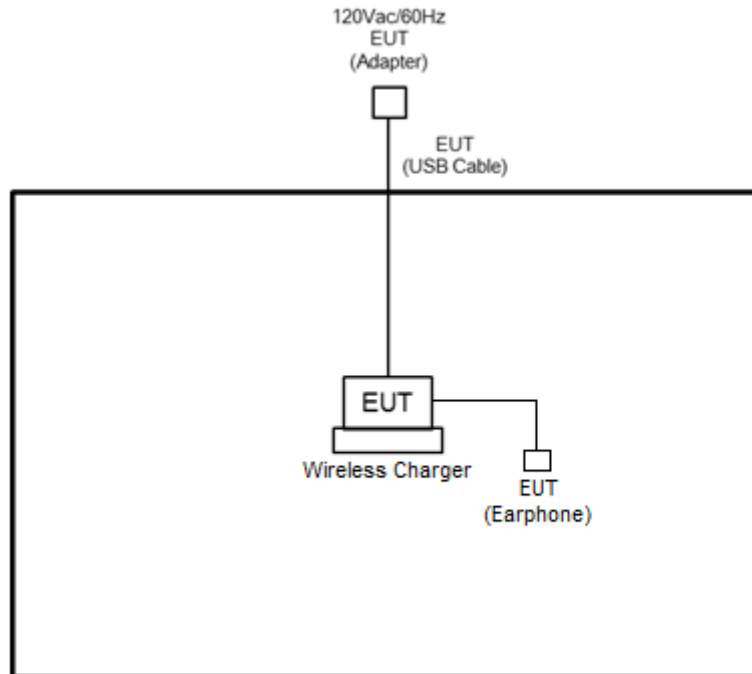 120Vac/60Hz
EUT
(Adapter)
EUT
(USB Cable)
EUT
Wireless Charger
EUT
(Earphone)